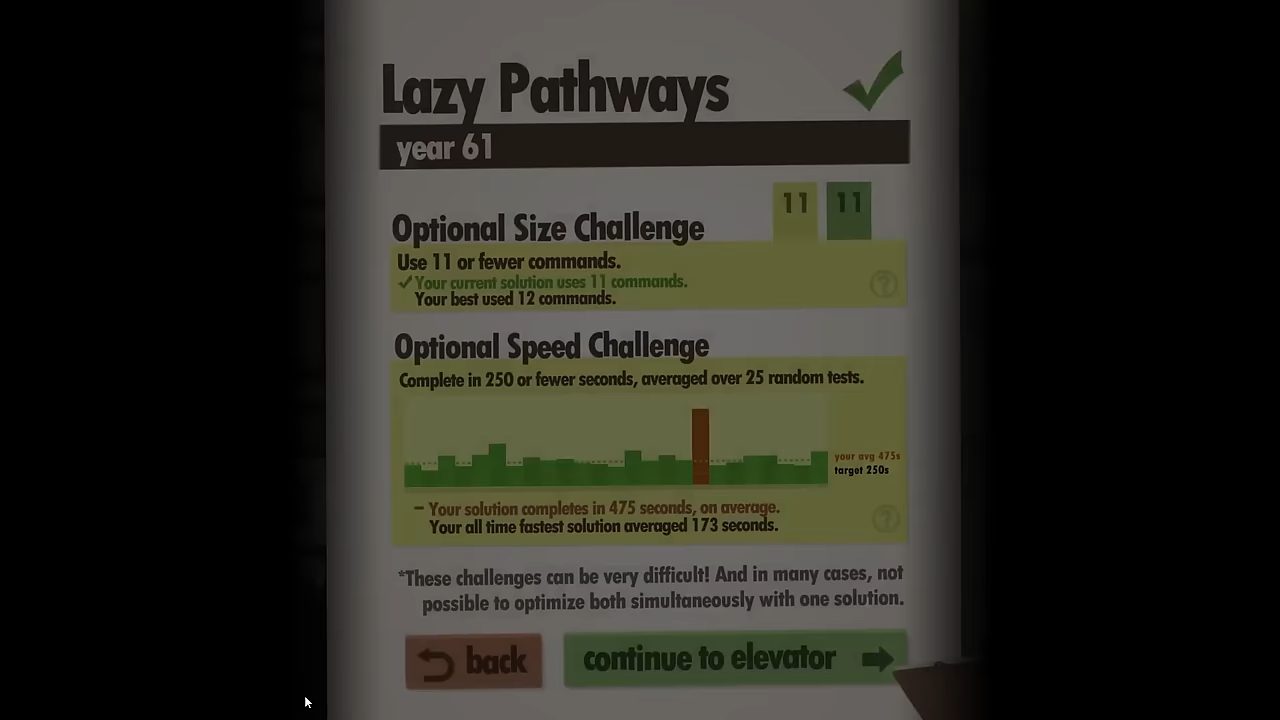 Lazy Pathways
year 61
11 11
Optional Size Challenge
Use 11 or fewer commands.
Your current solution uses 11 commands.
Your best used 12 commands.
?
Optional Speed Challenge
Complete in 250 or fewer seconds, averaged over 25 random tests.
your avg 475s
target 250s
– Your solution completes in 475 seconds, on average.
Your all time fastest solution averaged 173 seconds.
?
*These challenges can be very difficult! And in many cases, not
possible to optimize both simultaneously with one solution.
back
continue to elevator